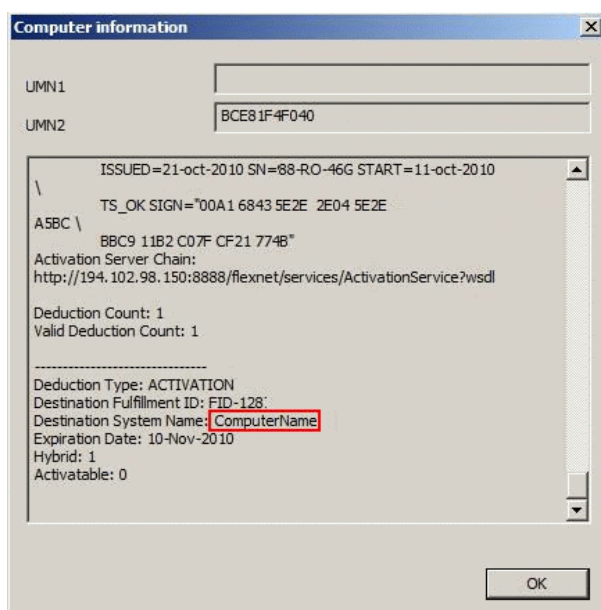 Computer information
UMN1
UMN2
BCE81F4F040
ISSUED=21-oct-2010 SN=88-RO-46G START=11-oct-2010
\
TS_OK SIGN="00A1 6843 5E2E 2E04 5E2E
A5BC \
BBC9 11B2 C07F CF21 774B"
Activation Server Chain:
http://194.102.98.150:8888/flexnet/services/ActivationService?wsdl
Deduction Count: 1
Valid Deduction Count: 1
-------------------------------
Deduction Type: ACTIVATION
Destination Fulfillment ID: FID-128
Destination System Name: ComputerName
Expiration Date: 10-Nov-2010
Hybrid: 1
Activatable: 0
OK